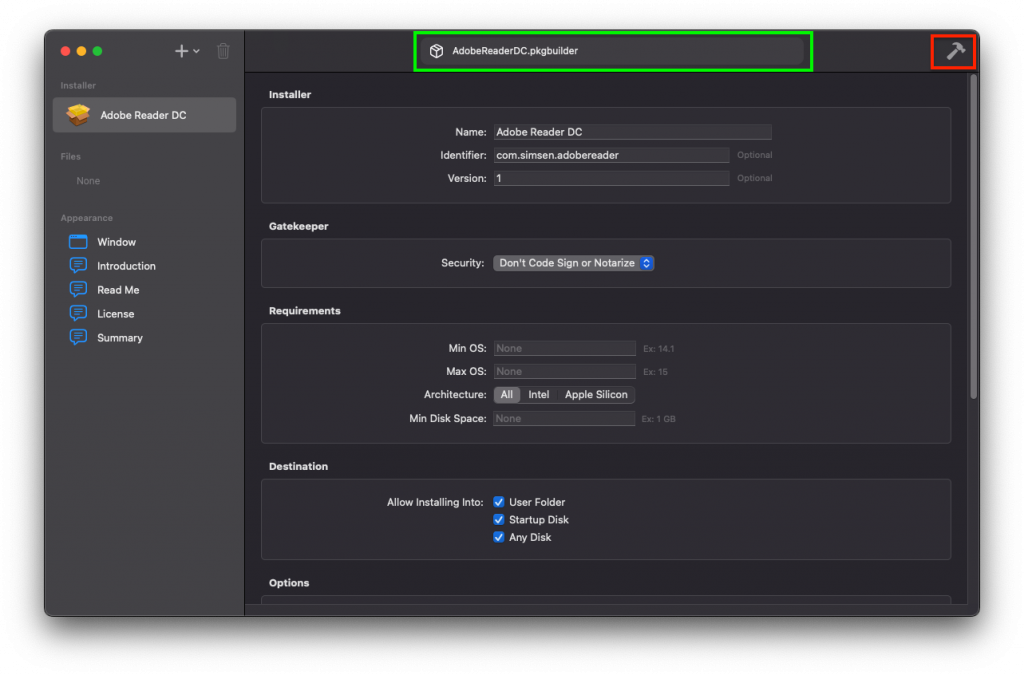 AdobeReaderDC.pkgbuilder
Installer
Adobe Reader DC
Files
None
Appearance
Window
Introduction
Read Me
License
Summary
Installer
Name: Adobe Reader DC
Identifier: com.simsen.adobereader Optional
Version: 1 Optional
Gatekeeper
Security: Don't Code Sign or Notarize
Requirements
Min OS: None Ex: 14.1
Max OS: None Ex: 15
Architecture: All Intel Apple Silicon
Min Disk Space: None Ex: 1 GB
Destination
Allow Installing Into: User Folder
Startup Disk
Any Disk
Options